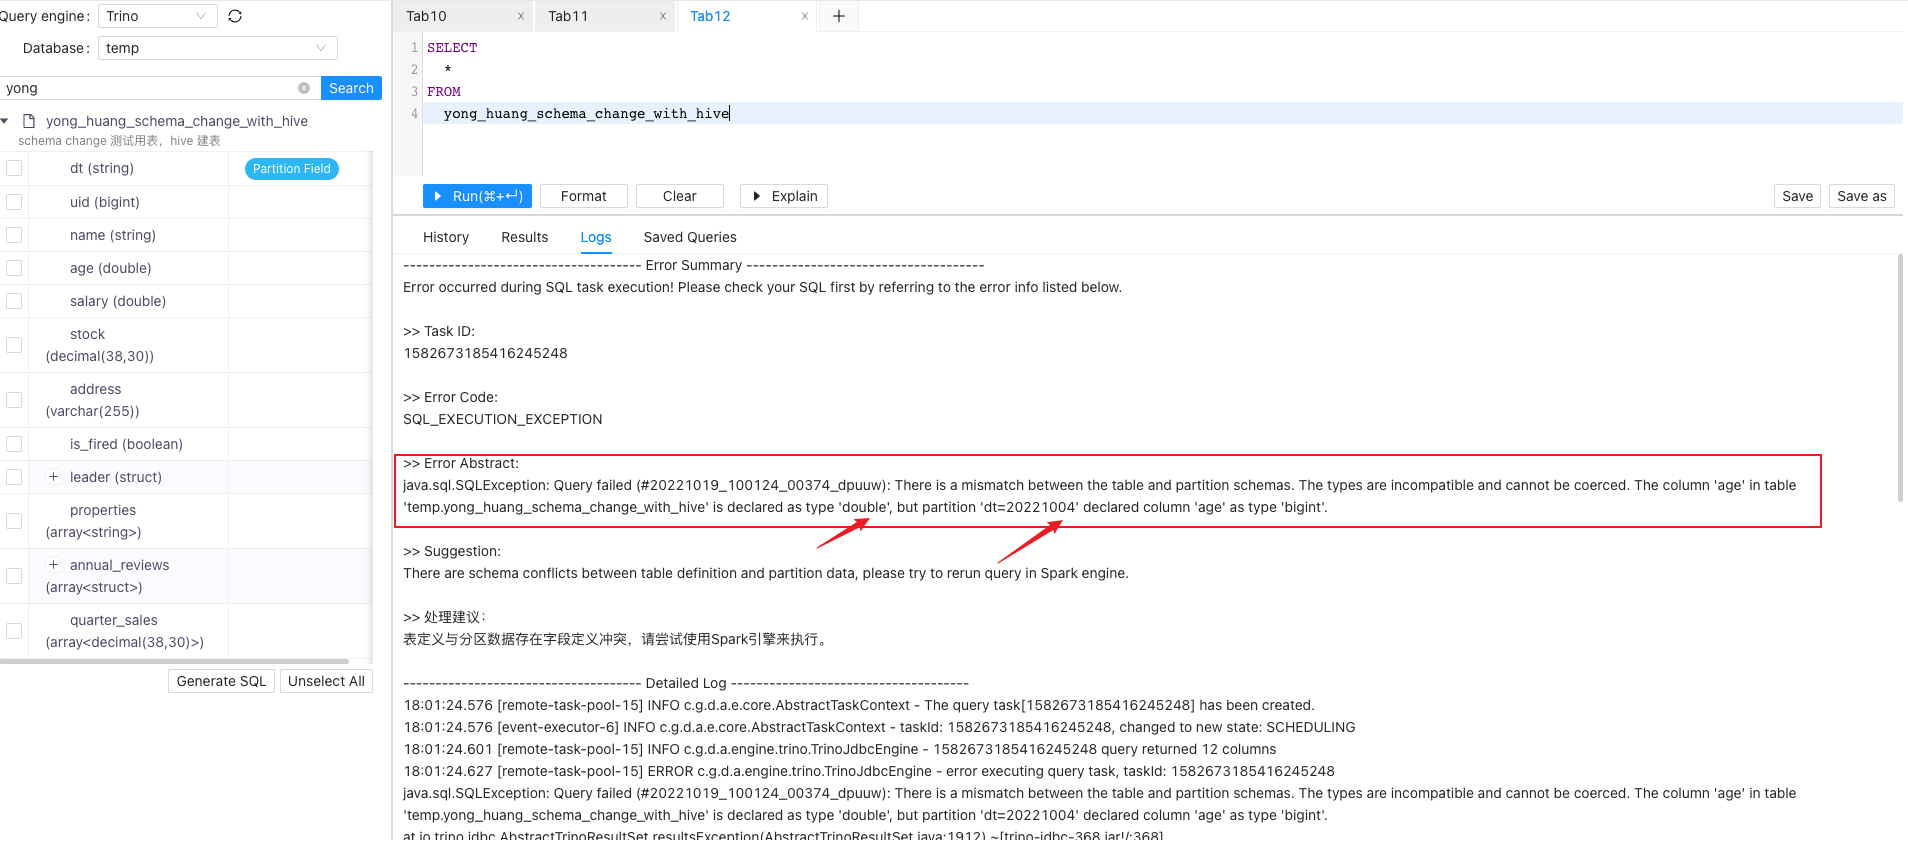 Query engine: Trino
Database: temp
yong Search
yong_huang_schema_change_with_hive
schema change 测试用表，hive 建表
dt (string) Partition Field
uid (bigint)
name (string)
age (double)
salary (double)
stock
(decimal(38,30))
address
(varchar(255))
is_fired (boolean)
leader (struct)
properties
(array<string>)
annual_reviews
(array<struct>)
quarter_sales
(array<decimal(38,30)>)
Generate SQL Unselect All
Tab10 x Tab11 x Tab12 x +
1 SELECT
2 *
3 FROM
4 yong_huang_schema_change_with_hive
Run(⌘+↵) Format Clear Explain Save Save as
History Results Logs Saved Queries
------------------------------------- Error Summary -------------------------------------
Error occurred during SQL task execution! Please check your SQL first by referring to the error info listed below.
>> Task ID:
1582673185416245248
>> Error Code:
SQL_EXECUTION_EXCEPTION
>> Error Abstract:
java.sql.SQLException: Query failed (#20221019_100124_00374_dpuuw): There is a mismatch between the table and partition schemas. The types are incompatible and cannot be coerced. The column 'age' in table
'temp.yong_huang_schema_change_with_hive' is declared as type 'double', but partition 'dt=20221004' declared column 'age' as type 'bigint'.
>> Suggestion:
There are schema conflicts between table definition and partition data, please try to rerun query in Spark engine.
>> 处理建议：
表定义与分区数据存在字段定义冲突，请尝试使用Spark引擎来执行。
------------------------------------- Detailed Log -------------------------------------
18:01:24.576 [remote-task-pool-15] INFO c.g.d.a.e.core.AbstractTaskContext - The query task[1582673185416245248] has been created.
18:01:24.576 [event-executor-6] INFO c.g.d.a.e.core.AbstractTaskContext - taskId: 1582673185416245248, changed to new state: SCHEDULING
18:01:24.601 [remote-task-pool-15] INFO c.g.d.a.engine.trino.TrinoJdbcEngine - 1582673185416245248 query returned 12 columns
18:01:24.627 [remote-task-pool-15] ERROR c.g.d.a.engine.trino.TrinoJdbcEngine - error executing query task, taskId: 1582673185416245248
java.sql.SQLException: Query failed (#20221019_100124_00374_dpuuw): There is a mismatch between the table and partition schemas. The types are incompatible and cannot be coerced. The column 'age' in table
'temp.yong_huang_schema_change_with_hive' is declared as type 'double', but partition 'dt=20221004' declared column 'age' as type 'bigint'.
at io.trino.jdbc.AbstractTrinoResultSet.resultsException(AbstractTrinoResultSet.java:1912) ~[trino-jdbc-368.jar!/:368]